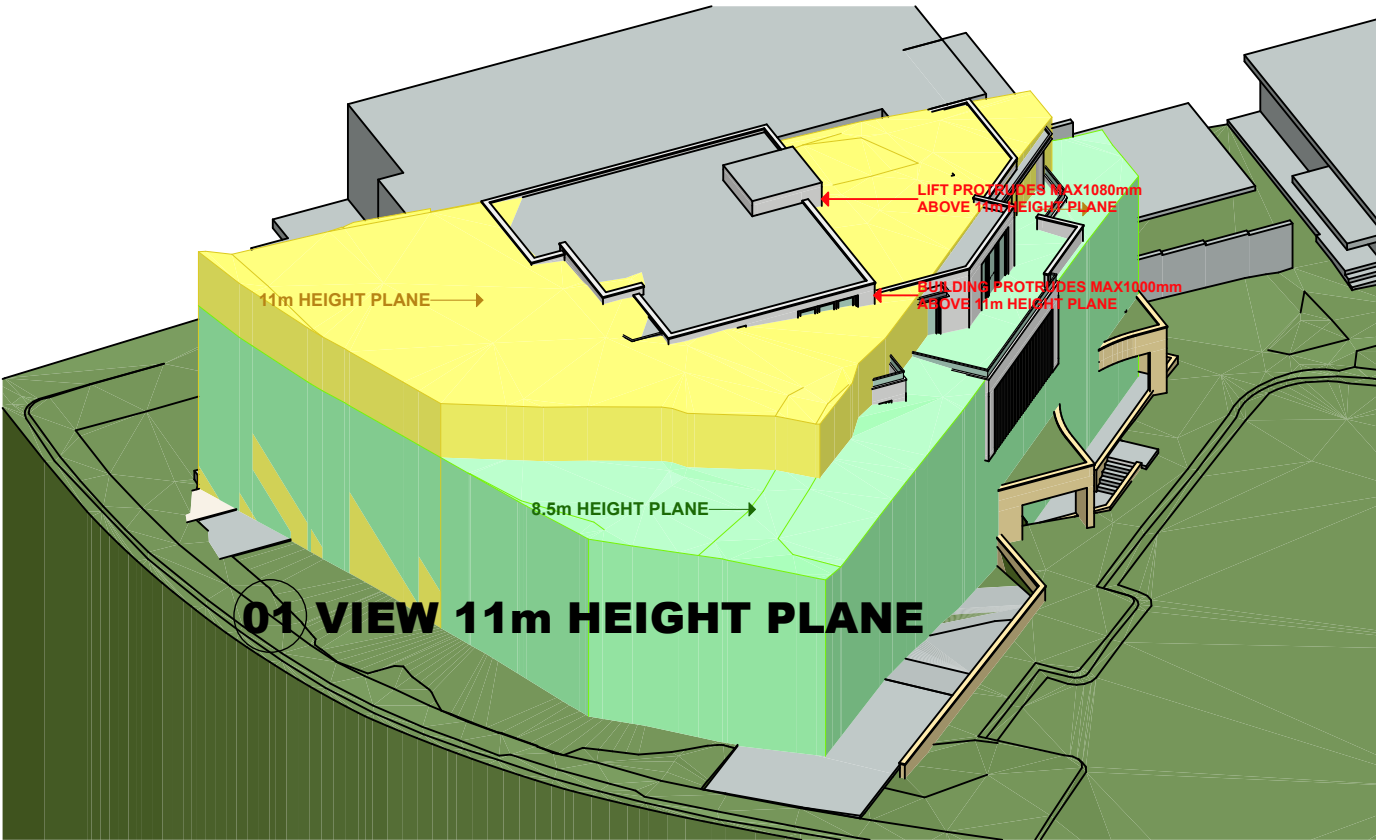 LIFT PROTRUDES MAX1080mm
ABOVE 11m HEIGHT PLANE
11m HEIGHT PLANE
BUILDING PROTRUDES MAX1000mm
ABOVE 11m HEIGHT PLANE
8.5m HEIGHT PLANE
01 VIEW 11m HEIGHT PLANE